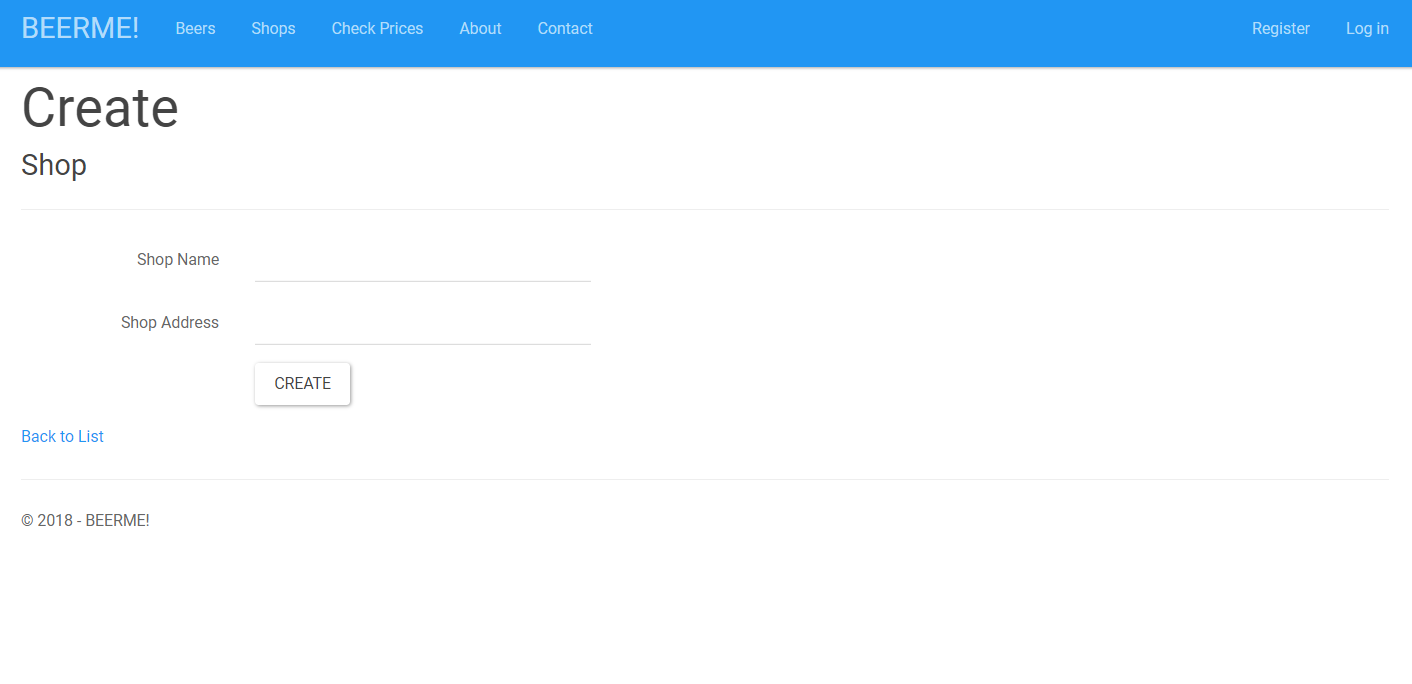 BEERME! Beers Shops Check Prices About Contact Register Log in
Create
Shop
Shop Name
Shop Address
CREATE
Back to List
© 2018 - BEERME!